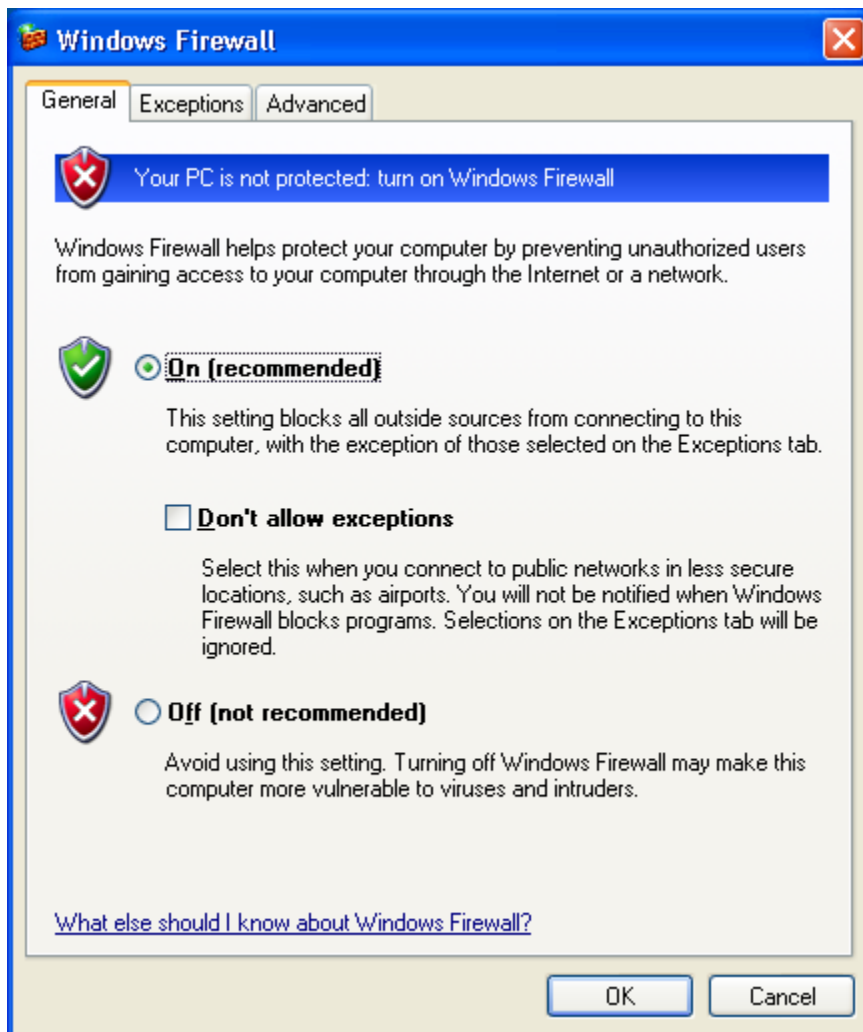 Windows Firewall
General
Exceptions
Advanced
Your PC is not protected: turn on Windows Firewall
Windows Firewall helps protect your computer by preventing unauthorized users
from gaining access to your computer through the Internet or a network.
On (recommended)
This setting blocks all outside sources from connecting to this
computer, with the exception of those selected on the Exceptions tab.
Don't allow exceptions
Select this when you connect to public networks in less secure
locations, such as airports. You will not be notified when Windows
Firewall blocks programs. Selections on the Exceptions tab will be
ignored.
Off (not recommended)
Avoid using this setting. Turning off Windows Firewall may make this
computer more vulnerable to viruses and intruders.
What else should I know about Windows Firewall?
OK
Cancel